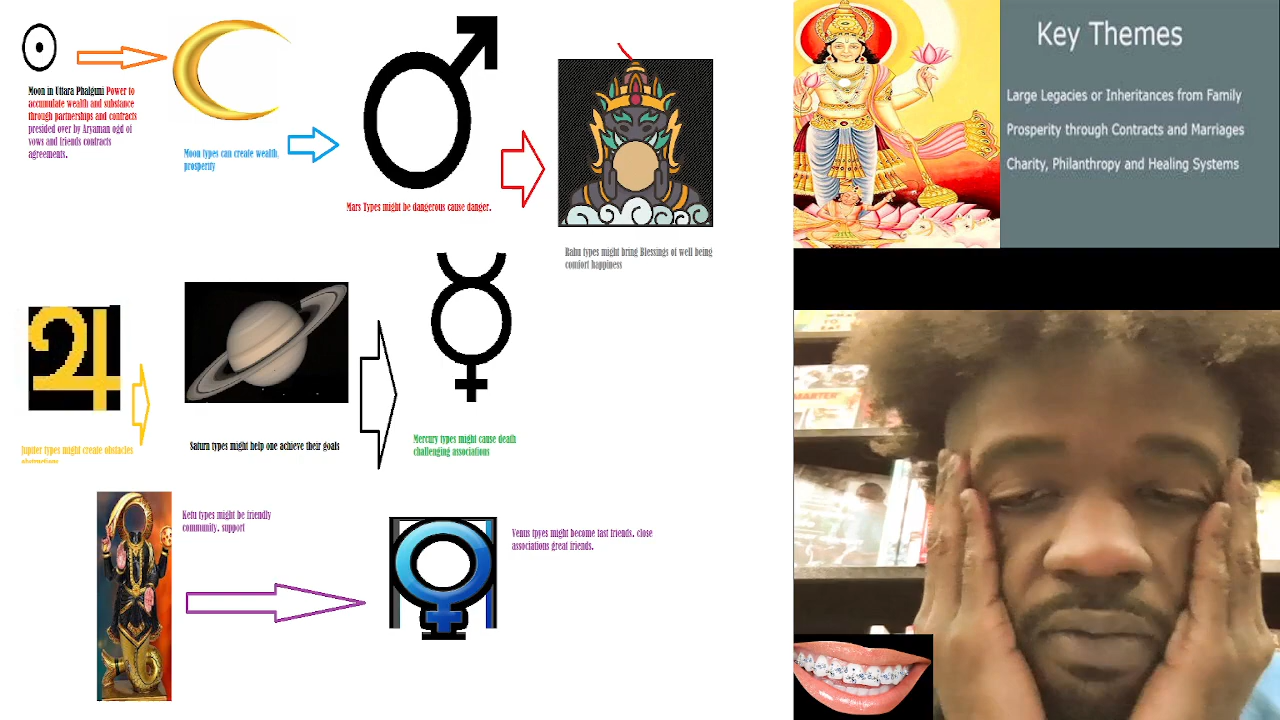 Moon in Uttara Phalguni Power to
accumulate wealth and substance
through partnerships and contracts
presided over by Aryaman ogd of
vows and friends contracts
agreements.
Moon types can create wealth,
prosperity
Mars Types might be dangerous cause danger.
Rahu types might bring Blessings of well being
comfort happiness
Key Themes
Large Legacies or Inheritances from Family
Prosperity through Contracts and Marriages
Charity, Philanthropy and Healing Systems
Jupiter types might create obstacles
Saturn types might help one achieve their goals
Mercury types might cause death
challenging associations
Ketu types might be friendly
community, support
Venus tpyes might become fast friends, close
associations great friends.